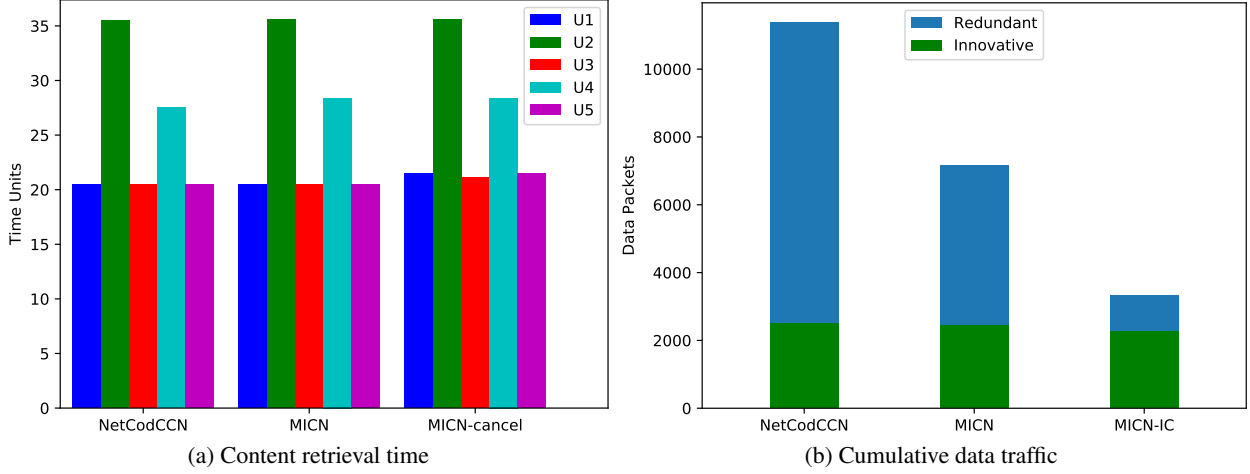 35
30
25
20
15
10
5
0
Time Units
U1
U2
U3
U4
U5
NetCodCCN
MICN
MICN-cancel
(a) Content retrieval time
10000
8000
6000
4000
2000
0
Data Packets
Redundant
Innovative
NetCodCCN
MICN
MICN-IC
(b) Cumulative data traffic